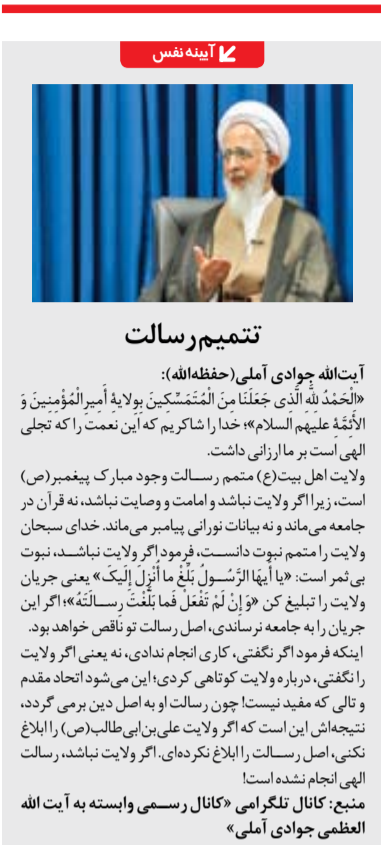 آیینه نفس
تتمیم رسالت
آیت‌الله جوادی آملی(حفظه‌الله):
«الْحَمْدُ لِلّٰهِ الَّذی جَعَلَنَا مِنَ الْمُتَمَسِّکینَ بِولایةِ أمیرِالْمُؤْمِنینَ وَ
الأئمَّةِ علیهم السلام»؛ خدا را شاکریم که این نعمت را که تجلی
الهی است بر ما ارزانی داشت.
ولایت اهل بیت(ع) متمم رسالت وجود مبارک پیغمبر(ص)
است، زیرا اگر ولایت نباشد و امامت و وصایت نباشد، نه قرآن در
جامعه می‌ماند و نه بیانات نورانی پیامبر می‌ماند. خدای سبحان
ولایت را متمم نبوت دانست، فرمود اگر ولایت نباشد، نبوت
بی‌ثمر است: «یا أَیهَا الرَّسُولُ بَلِّغْ ما أُنْزِلَ إِلَیکَ» یعنی جریان
ولایت را تبلیغ کن «وَ إِنْ لَمْ تَفْعَلْ فَما بَلَّغْتَ رِسالَتَهُ»؛ اگر این
جریان را به جامعه نرساندی، اصل رسالت تو ناقص خواهد بود.
اینکه فرمود اگر نگفتی، کاری انجام ندادی، نه یعنی اگر ولایت
را نگفتی، درباره ولایت کوتاهی کردی؛ این می‌شود اتحاد مقدم
و تالی که مفید نیست! چون رسالت او به اصل دین برمی گردد،
نتیجه‌اش این است که اگر ولایت علی‌بن‌ابی‌طالب(ص) را ابلاغ
نکنی، اصل رسالت را ابلاغ نکرده‌ای. اگر ولایت نباشد، رسالت
الهی انجام نشده است!
منبع: کانال تلگرامی «کانال رسمی وابسته به آیت الله
العظمی جوادی آملی»